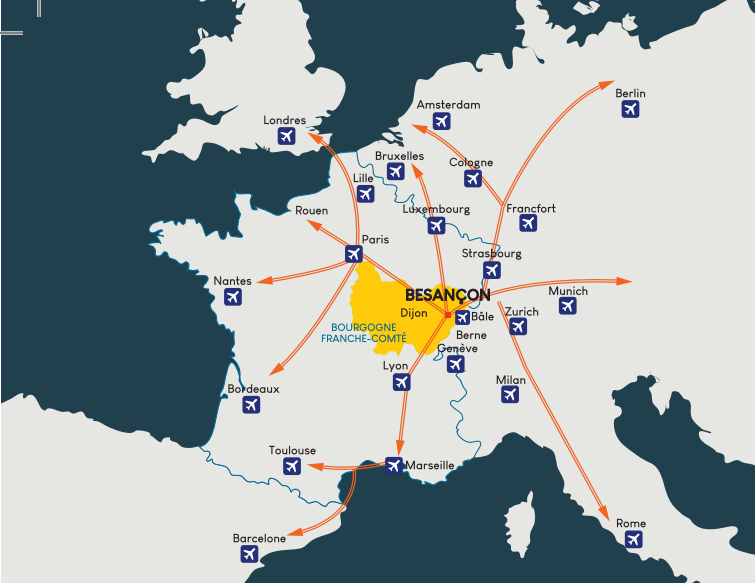 Berlin
Amsterdam
Londres
Bruxelles
Cologne
Lille
Rouen
Luxembourg
Francfort
Paris
Strasbourg
Nantes
BESANÇON
Munich
Dijon
Bâle
Zurich
BOURGOGNE
FRANCHE-COMTÉ
Berne
Genève
Lyon
Milan
Bordeaux
Toulouse
Marseille
Rome
Barcelone